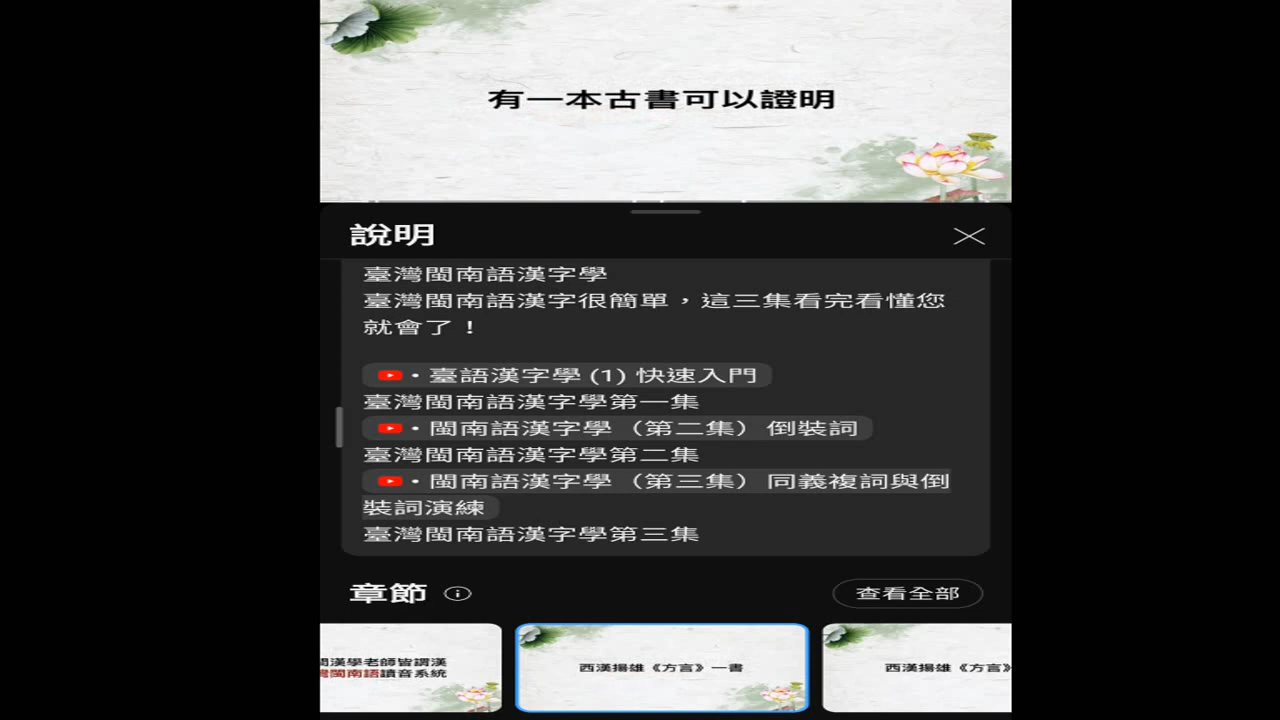 有一本古書可以證明
說明
臺灣閩南語漢字學
臺灣閩南語漢字很簡單，這三集看完看懂您
就會了！
• 臺語漢字學 (1) 快速入門
臺灣閩南語漢字學第一集
• 閩南語漢字學 （第二集） 倒裝詞
臺灣閩南語漢字學第二集
• 閩南語漢字學 （第三集） 同義複詞與倒
裝詞演練
臺灣閩南語漢字學第三集
章節
查看全部
漢學老師皆謂漢
閩南語讀音系統
西漢揚雄《方言》一書
西漢揚雄《方言》